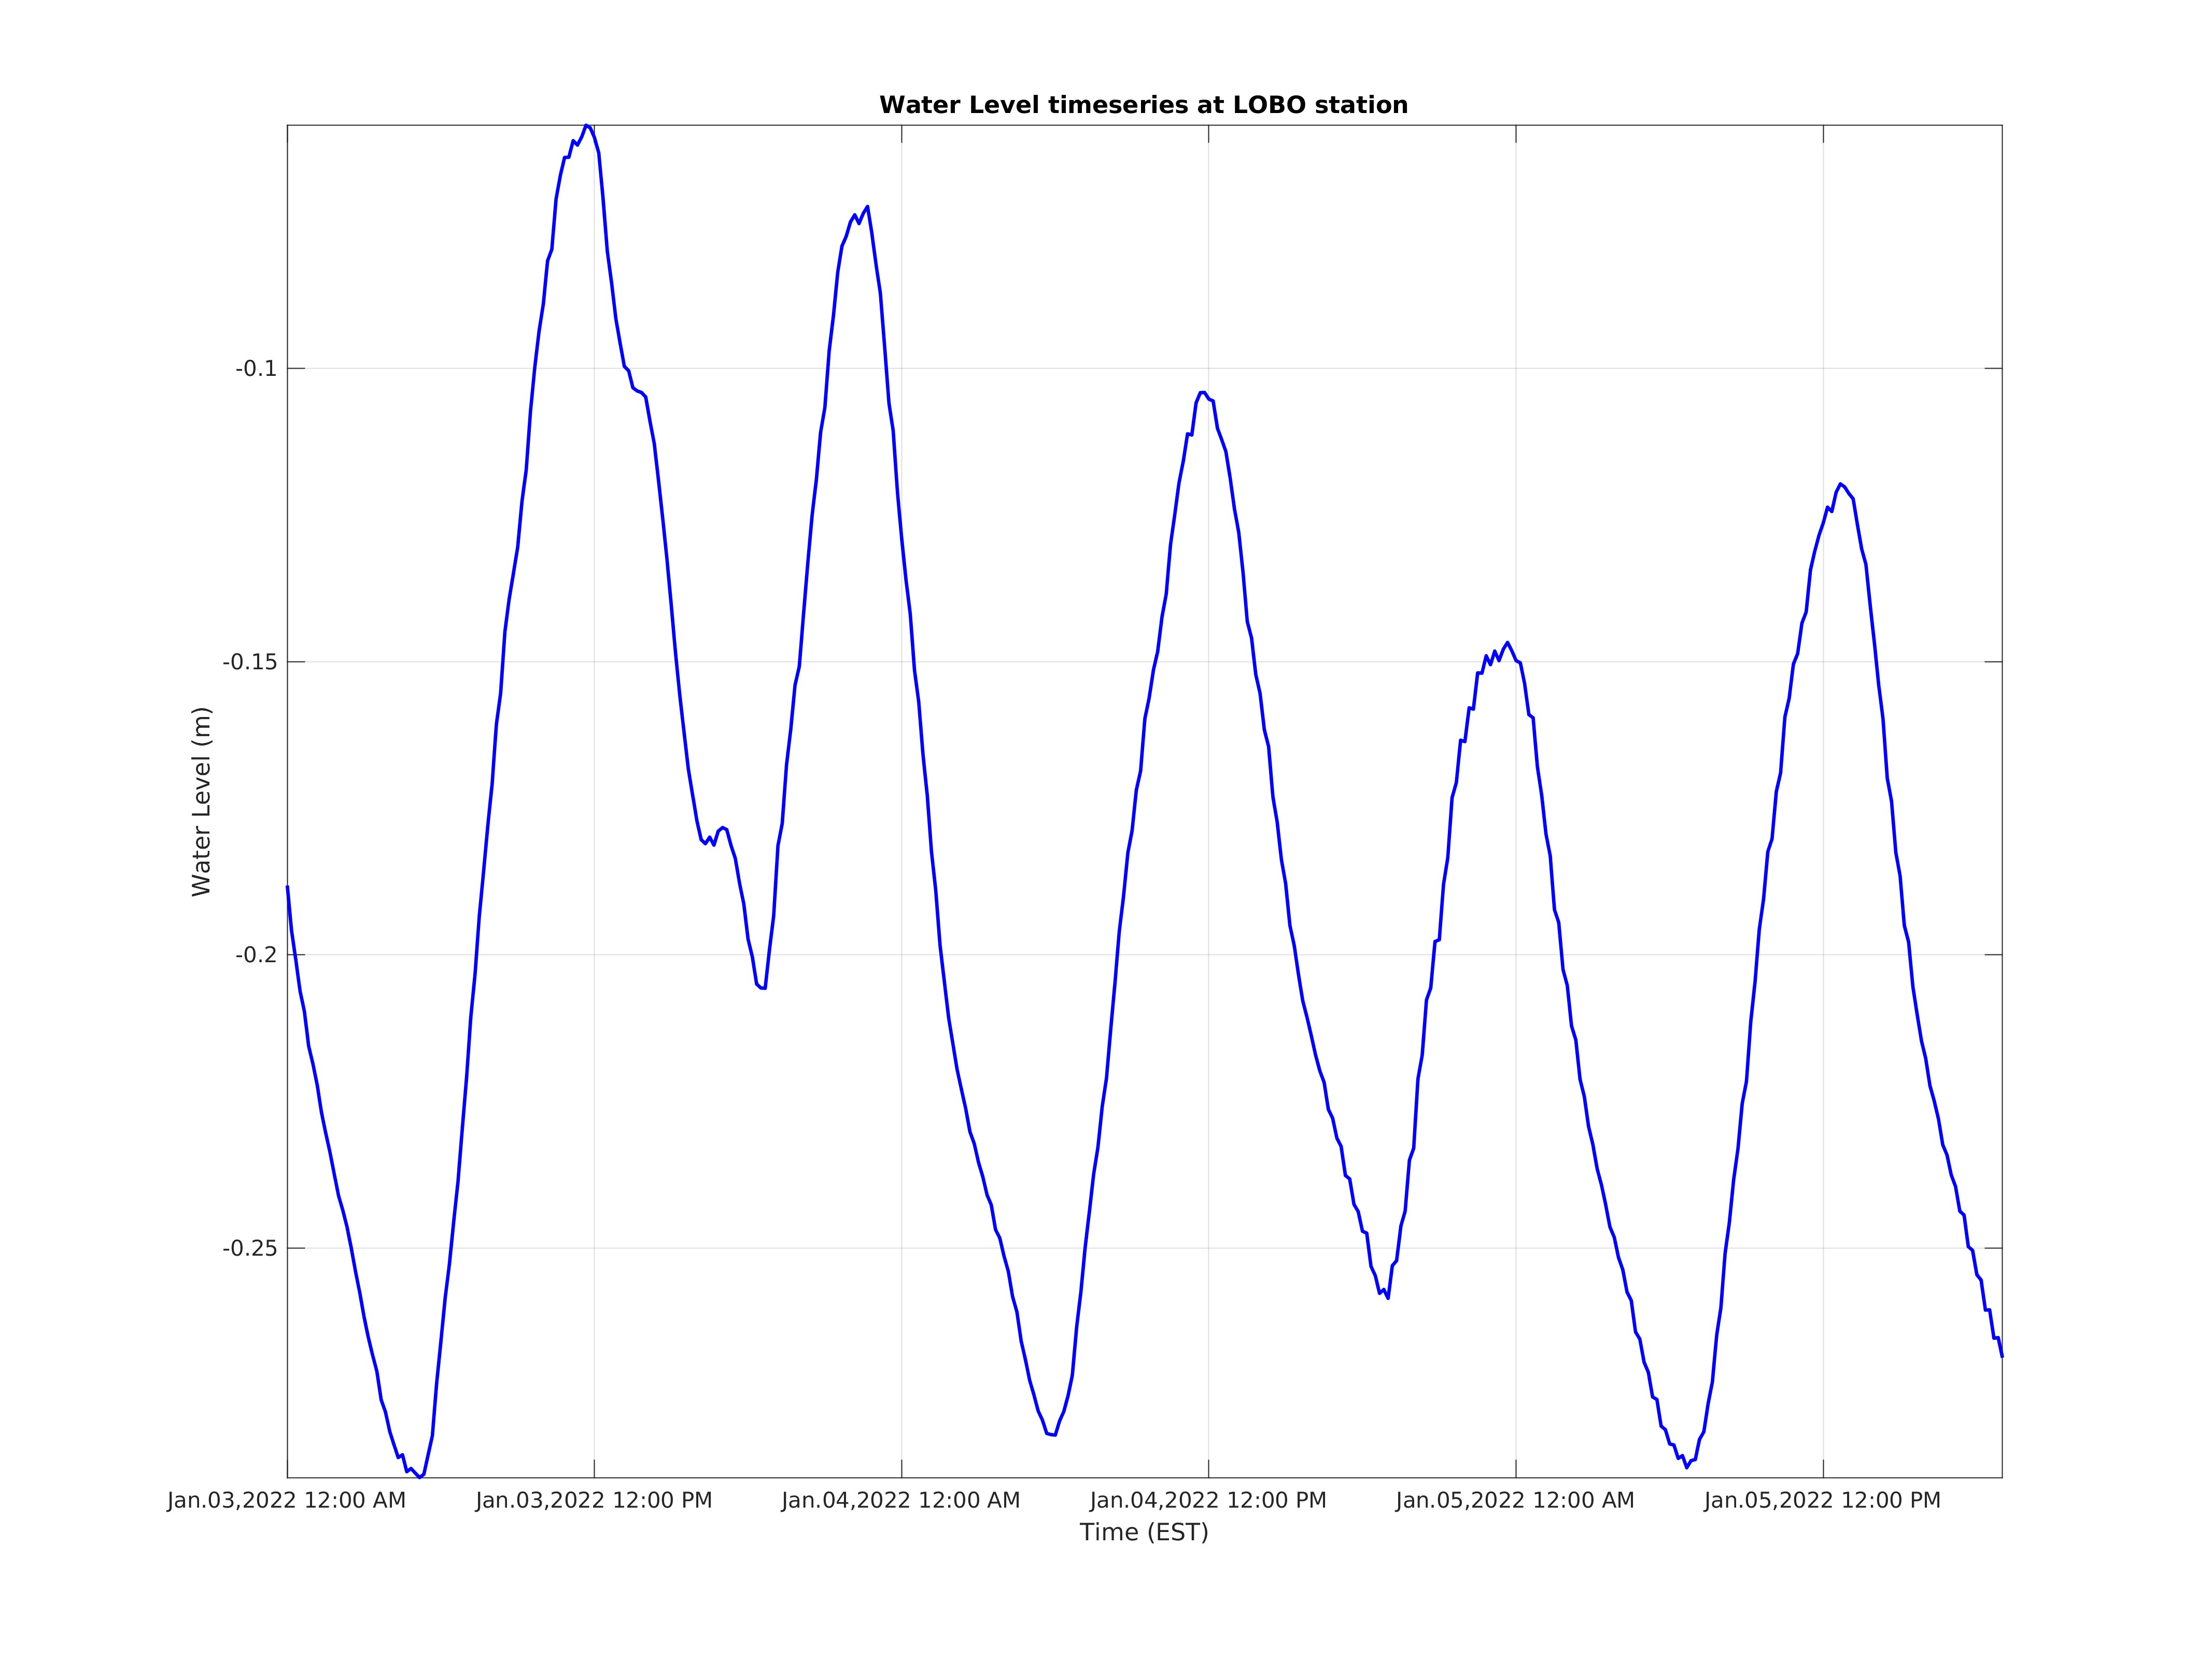 Water Level timeseries at LOBO station
-0.1
-0.15
-0.2
-0.25
Water Level (m)
Jan.03,2022 12:00 AM
Jan.03,2022 12:00 PM
Jan.04,2022 12:00 AM
Jan.04,2022 12:00 PM
Jan.05,2022 12:00 AM
Jan.05,2022 12:00 PM
Time (EST)